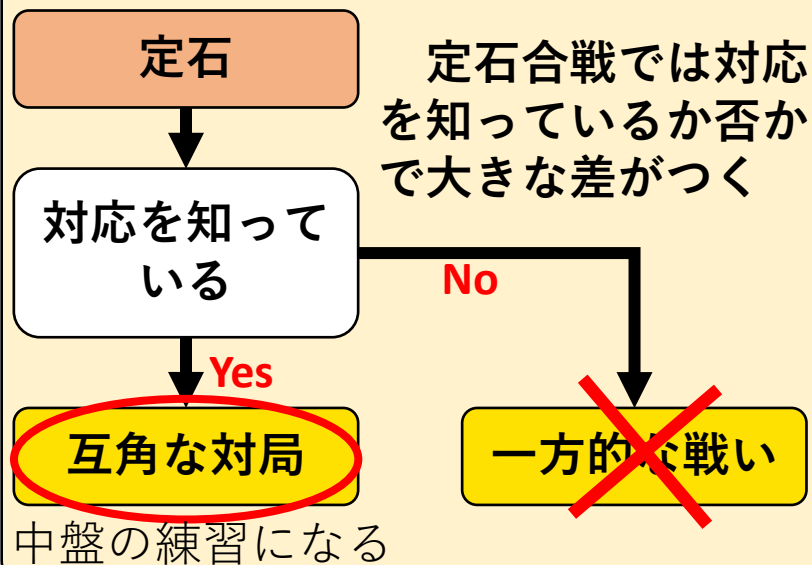 定石
定石合戦では対応
を知っているか否か
で大きな差がつく
対応を知って
いる
No
Yes
互角な対局
一方的な戦い
中盤の練習になる